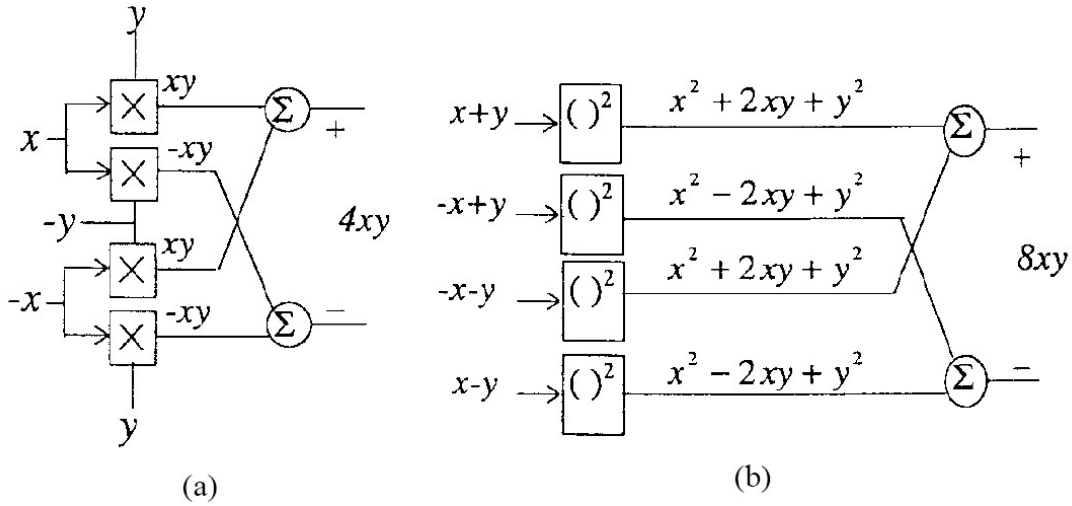 y
xy
Σ
+
x
×
-xy
×
-y
4xy
xy
×
-x
-xy
Σ
−
×
y
(a)
x+y
( )²
x² + 2xy + y²
Σ
+
-x+y
( )²
x² − 2xy + y²
-x-y
( )²
x² + 2xy + y²
8xy
x-y
( )²
x² − 2xy + y²
Σ
−
(b)